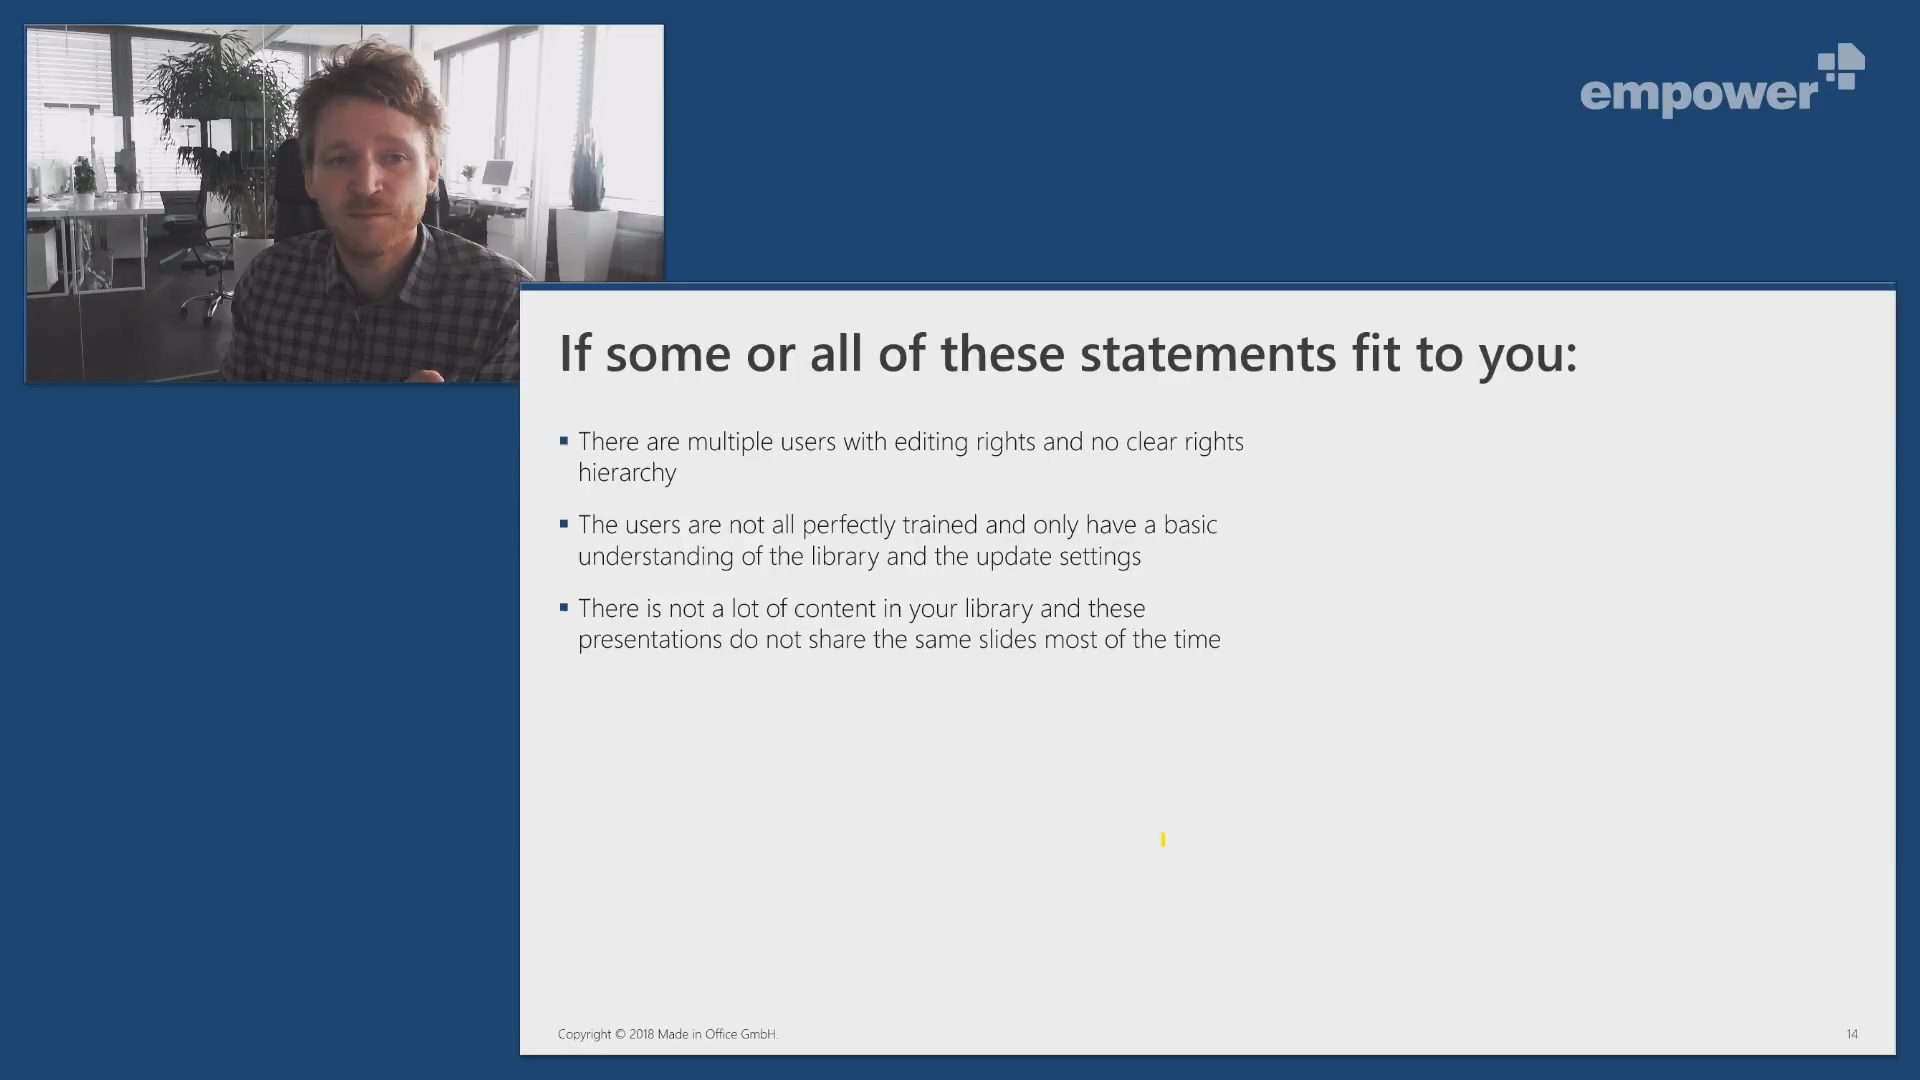 empower
If some or all of these statements fit to you:
There are multiple users with editing rights and no clear rights
hierarchy
The users are not all perfectly trained and only have a basic
understanding of the library and the update settings
There is not a lot of content in your library and these
presentations do not share the same slides most of the time
Copyright © 2018 Made in Office GmbH.
14